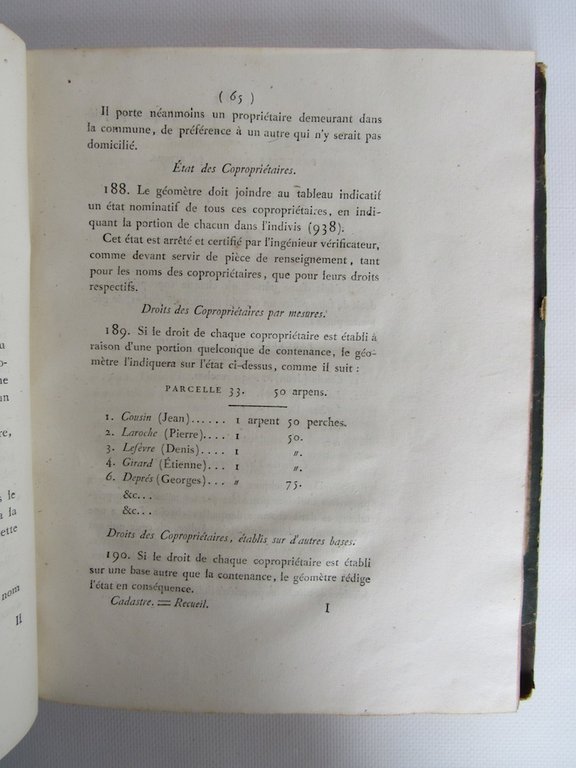 ( 65 )
Il porte néanmoins un propriétaire demeurant dans
la commune, de préférence à un autre qui n'y serait pas
domicilié.
État des Copropriétaires.
188. Le géomètre doit joindre au tableau indicatif
un état nominatif de tous ces copropriétaires, en indi-
quant la portion de chacun dans l'indivis (938).
Cet état est arrêté et certifié par l'ingénieur vérificateur,
comme devant servir de pièce de renseignement, tant
pour les noms des copropriétaires, que pour leurs droits
respectifs.
Droits des Copropriétaires par mesures.
189. Si le droit de chaque copropriétaire est établi à
raison d'une portion quelconque de contenance, le géo-
mètre l'indiquera sur l'état ci-dessus, comme il suit :
PARCELLE 33. 50 arpens.
1. Cousin (Jean)...... 1 arpent 50 perches.
2. Laroche (Pierre).... 1 50.
3. Lefèvre (Denis).... 1 ".
4. Girard (Étienne)... 1 ".
6. Deprés (Georges)... " 75.
&c...
&c...
Droits des Copropriétaires, établis sur d'autres bases.
190. Si le droit de chaque copropriétaire est établi
sur une base autre que la contenance, le géomètre rédige
l'état en conséquence.
Cadastre. = Recueil. I
u
o-
ne
un
re,
s le
à la
ette
nom
II